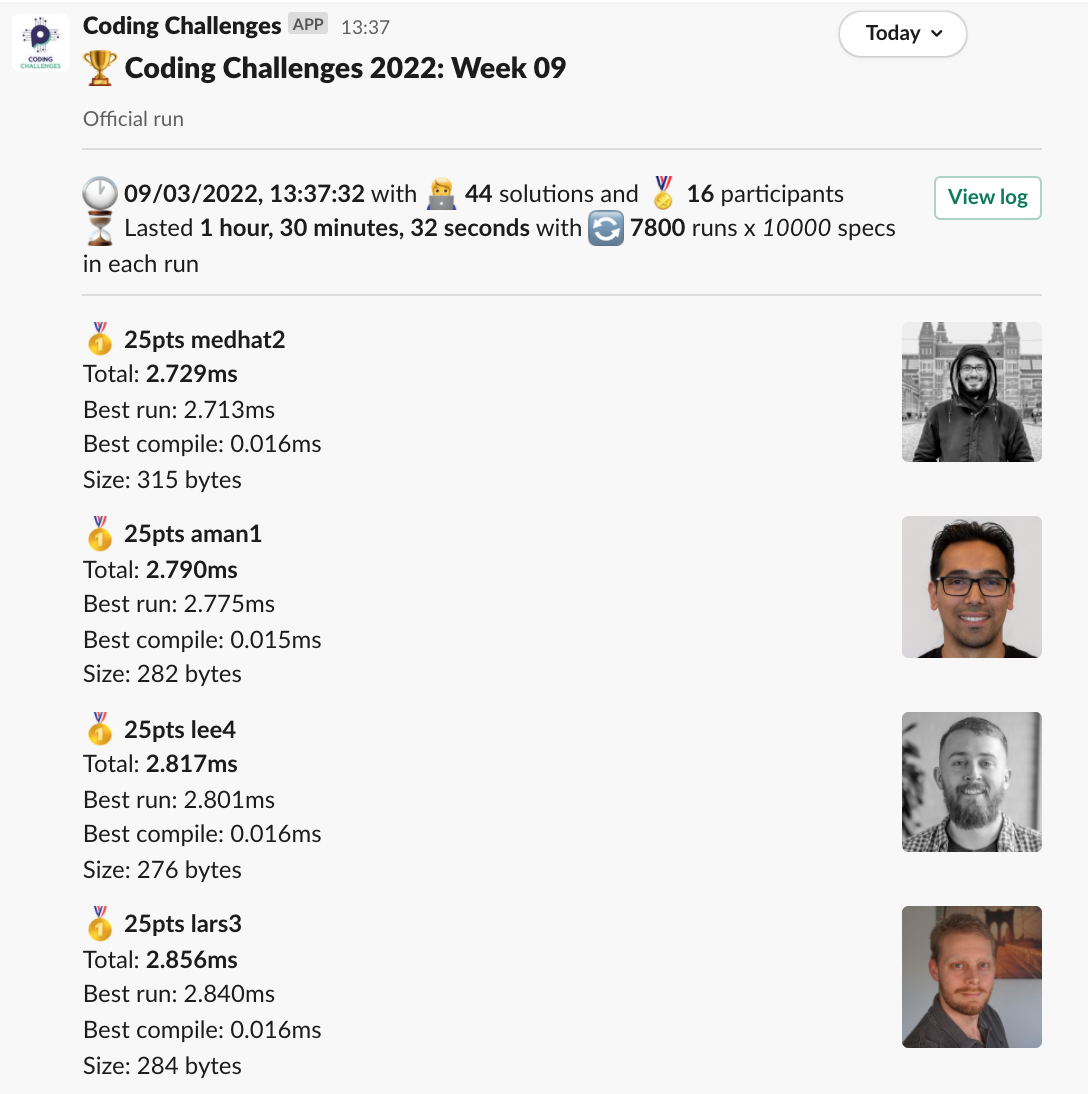 Coding Challenges APP 13:37
Today
CODING
CHALLENGES
Coding Challenges 2022: Week 09
Official run
09/03/2022, 13:37:32 with 44 solutions and 16 participants
View log
Lasted 1 hour, 30 minutes, 32 seconds with 7800 runs x 10000 specs
in each run
1 25pts medhat2
Total: 2.729ms
Best run: 2.713ms
Best compile: 0.016ms
Size: 315 bytes
1 25pts aman1
Total: 2.790ms
Best run: 2.775ms
Best compile: 0.015ms
Size: 282 bytes
1 25pts lee4
Total: 2.817ms
Best run: 2.801ms
Best compile: 0.016ms
Size: 276 bytes
1 25pts lars3
Total: 2.856ms
Best run: 2.840ms
Best compile: 0.016ms
Size: 284 bytes